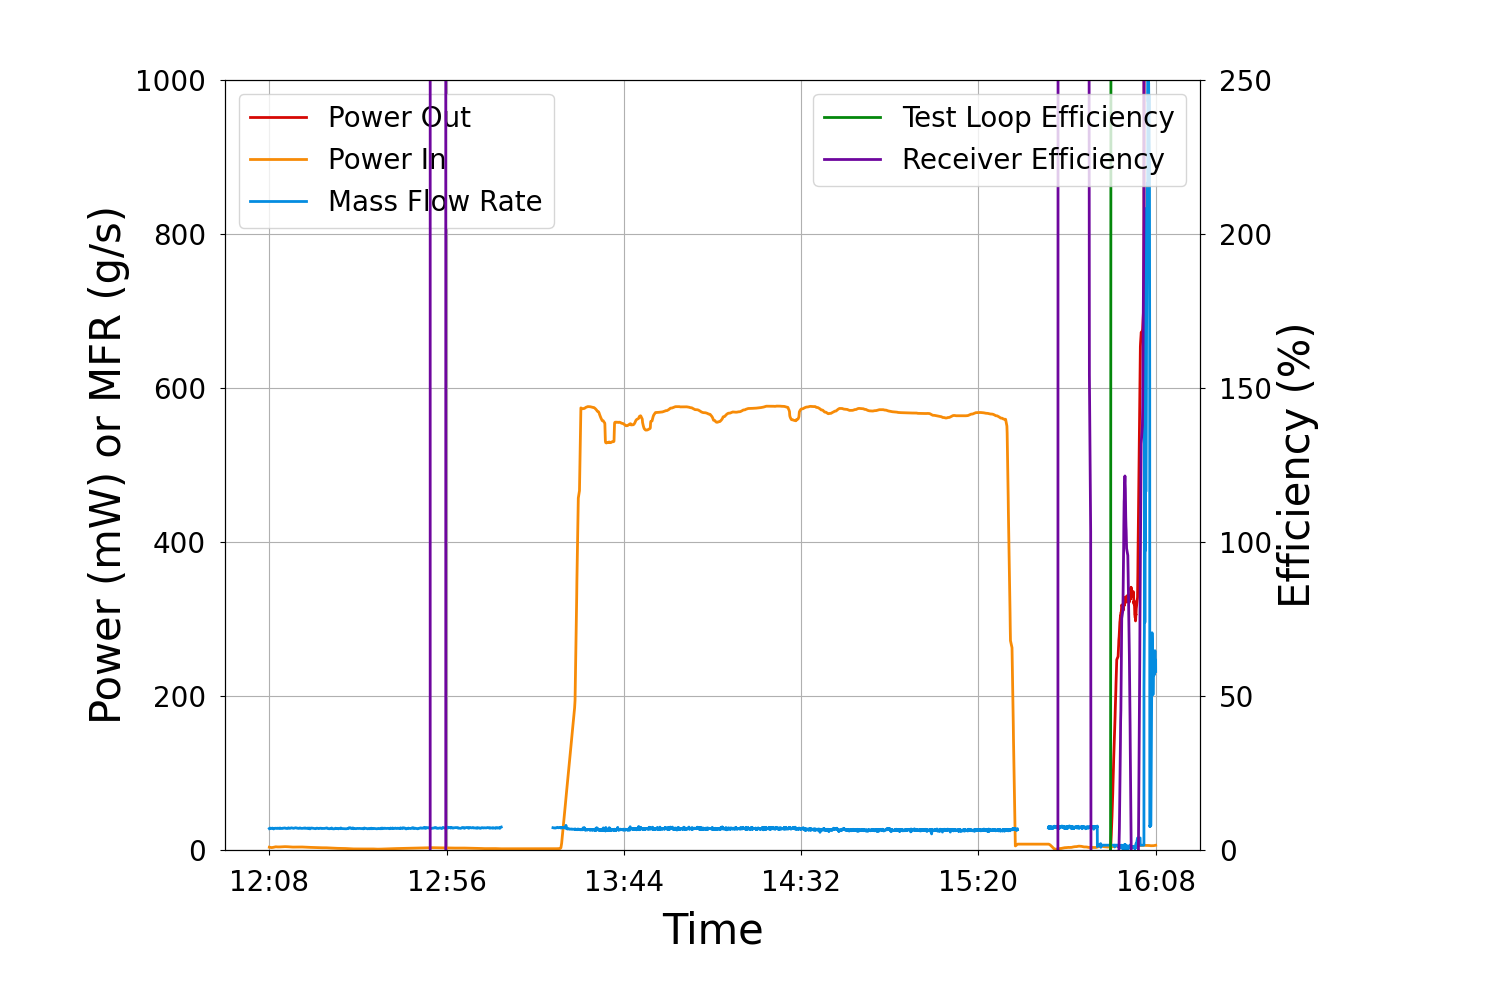 Power Out
Power In
Mass Flow Rate
Test Loop Efficiency
Receiver Efficiency
Power (mW) or MFR (g/s)
1000
800
600
400
200
0
250
200
150
100
50
0
Efficiency (%)
12:08
12:56
13:44
14:32
15:20
16:08
Time